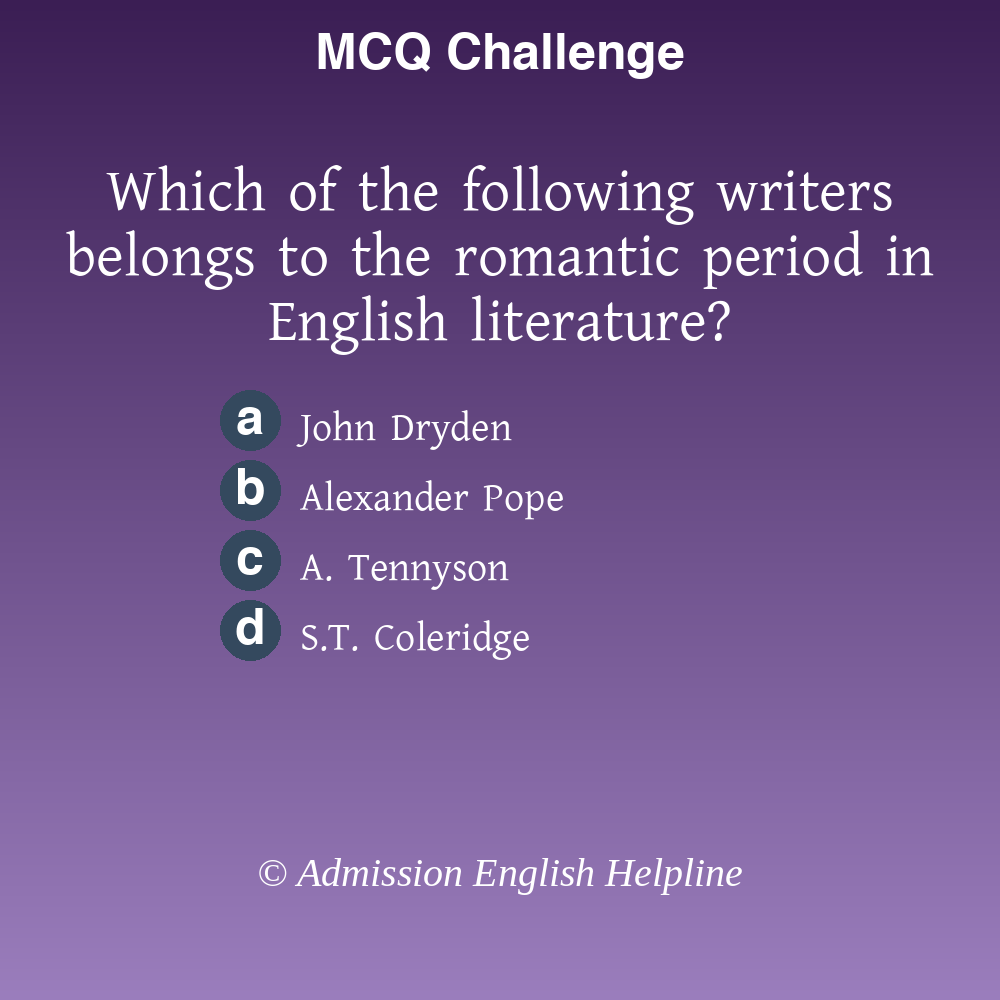 MCQ Challenge
Which of the following writers
belongs to the romantic period in
English literature?
a John Dryden
b Alexander Pope
c A. Tennyson
d S.T. Coleridge
© Admission English Helpline